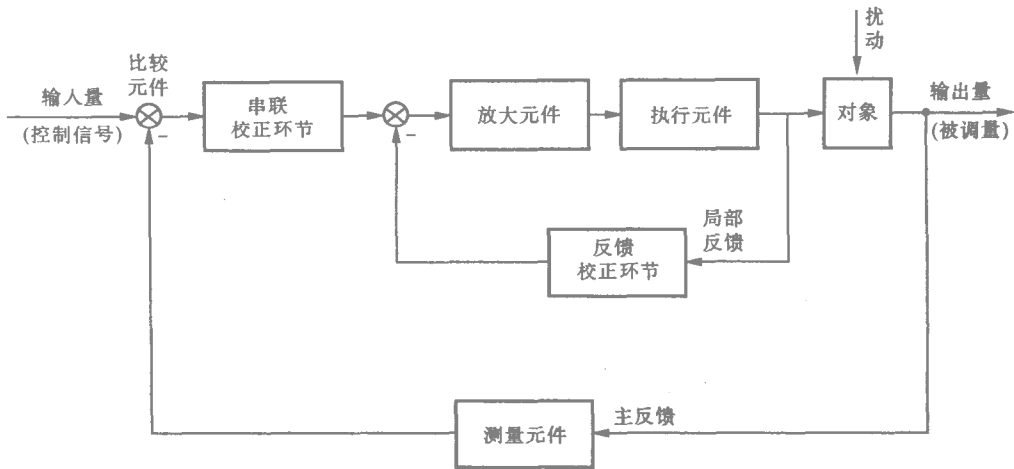 扰
动
比较
元件
输入量
(控制信号)
串联
校正环节
放大元件
执行元件
对象
输出量
(被调量)
局部
反馈
反馈
校正环节
主反馈
测量元件
−
−